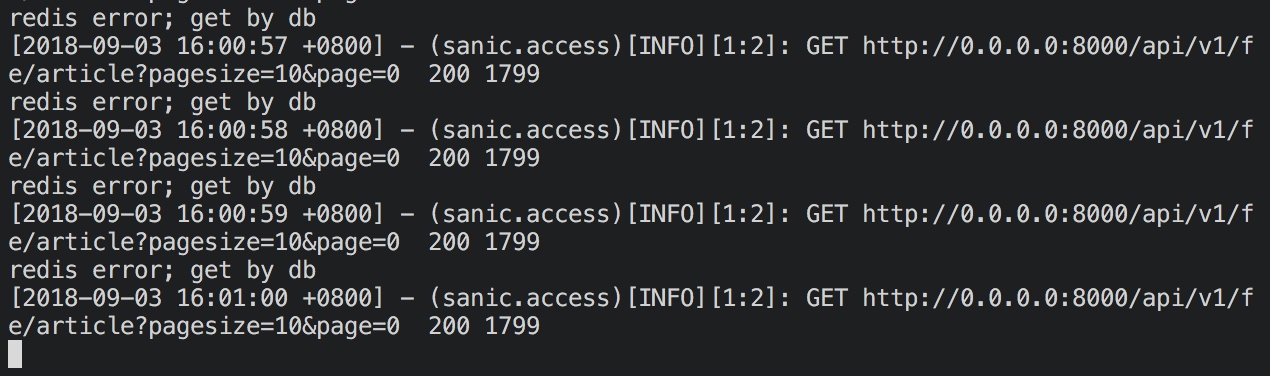 redis error; get by db
[2018-09-03 16:00:57 +0800] - (sanic.access)[INFO][1:2]: GET http://0.0.0.0:8000/api/v1/f
e/article?pagesize=10&page=0  200 1799
redis error; get by db
[2018-09-03 16:00:58 +0800] - (sanic.access)[INFO][1:2]: GET http://0.0.0.0:8000/api/v1/f
e/article?pagesize=10&page=0  200 1799
redis error; get by db
[2018-09-03 16:00:59 +0800] - (sanic.access)[INFO][1:2]: GET http://0.0.0.0:8000/api/v1/f
e/article?pagesize=10&page=0  200 1799
redis error; get by db
[2018-09-03 16:01:00 +0800] - (sanic.access)[INFO][1:2]: GET http://0.0.0.0:8000/api/v1/f
e/article?pagesize=10&page=0  200 1799